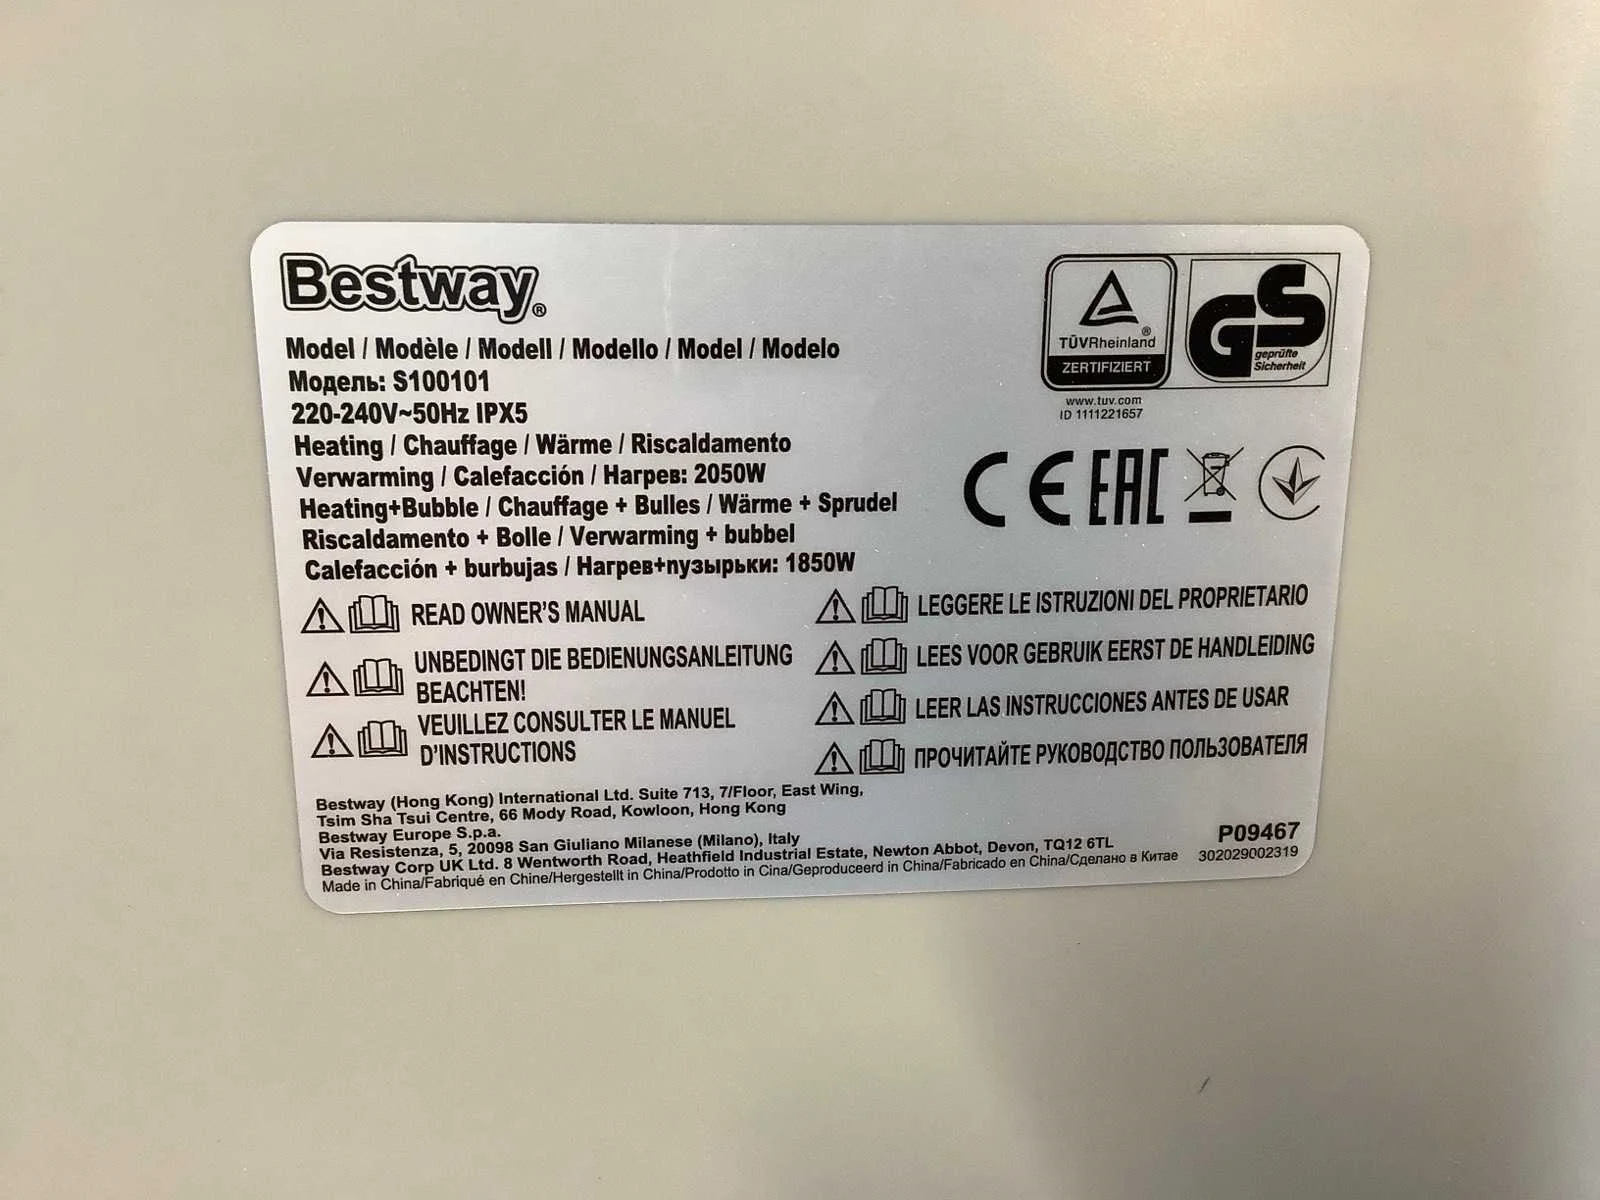 Bestway®
Model / Modèle / Modell / Modello / Model / Modelo
Модель: S100101
220-240V~50Hz IPX5
Heating / Chauffage / Wärme / Riscaldamento
Verwarming / Calefacción / Нагрев: 2050W
Heating+Bubble / Chauffage + Bulles / Wärme + Sprudel
Riscaldamento + Bolle / Verwarming + bubbel
Calefacción + burbujas / Нагрев+пузырьки: 1850W
TÜVRheinland ®
ZERTIFIZIERT
www.tuv.com
ID 1111221657
GS
geprüfte
Sicherheit
CE EAC
READ OWNER'S MANUAL
UNBEDINGT DIE BEDIENUNGSANLEITUNG
BEACHTEN!
VEUILLEZ CONSULTER LE MANUEL
D'INSTRUCTIONS
LEGGERE LE ISTRUZIONI DEL PROPRIETARIO
LEES VOOR GEBRUIK EERST DE HANDLEIDING
LEER LAS INSTRUCCIONES ANTES DE USAR
ПРОЧИТАЙТЕ РУКОВОДСТВО ПОЛЬЗОВАТЕЛЯ
Bestway (Hong Kong) International Ltd. Suite 713, 7/Floor, East Wing,
Tsim Sha Tsui Centre, 66 Mody Road, Kowloon, Hong Kong
Bestway Europe S.p.a.
Via Resistenza, 5, 20098 San Giuliano Milanese (Milano), Italy
Bestway Corp UK Ltd. 8 Wentworth Road, Heathfield Industrial Estate, Newton Abbot, Devon, TQ12 6TL
Made in China/Fabriqué en Chine/Hergestellt in China/Prodotto in Cina/Geproduceerd in China/Fabricado en China/Сделано в Китае
P09467
302029002319